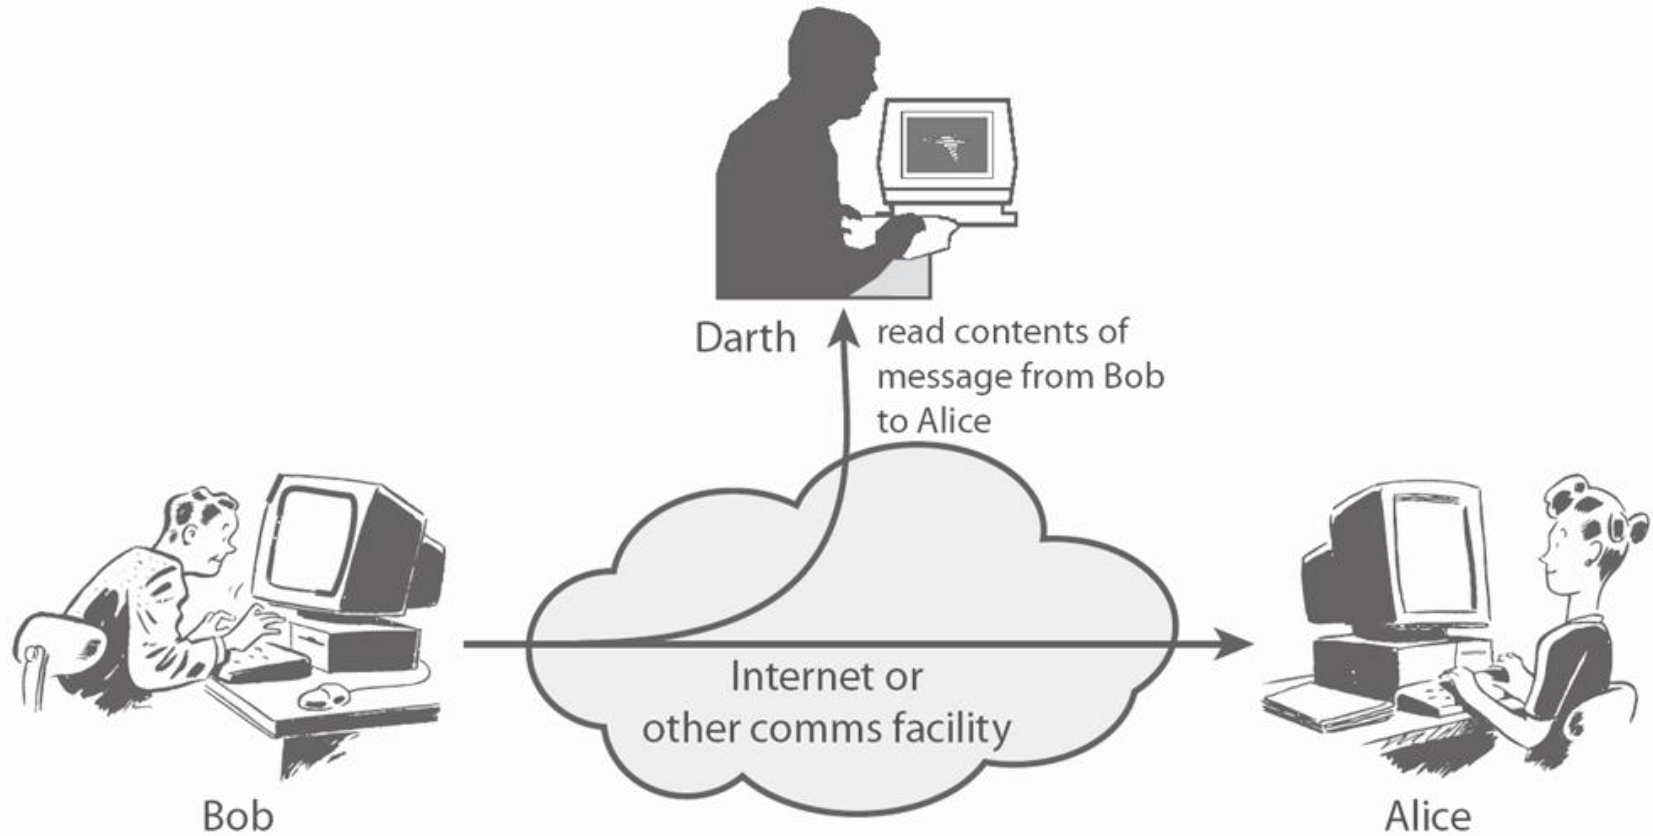 Darth
read contents of
message from Bob
to Alice
Internet or
other comms facility
Bob
Alice